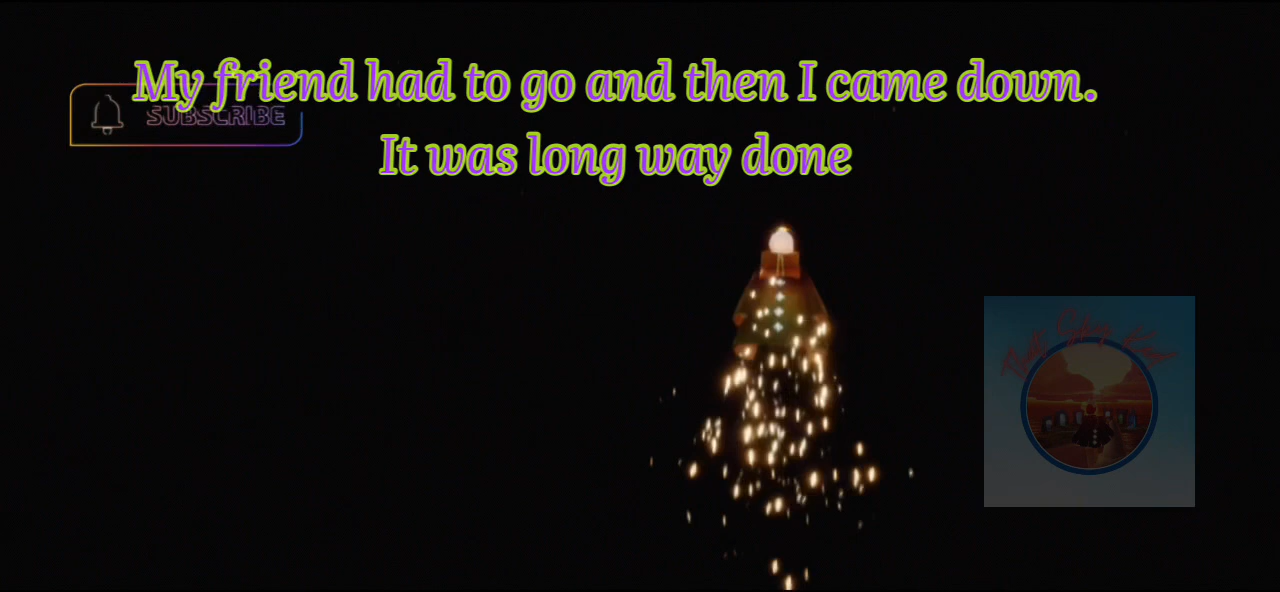 My friend had to go and then I came down.
SUBSCRIBE
It was long way done